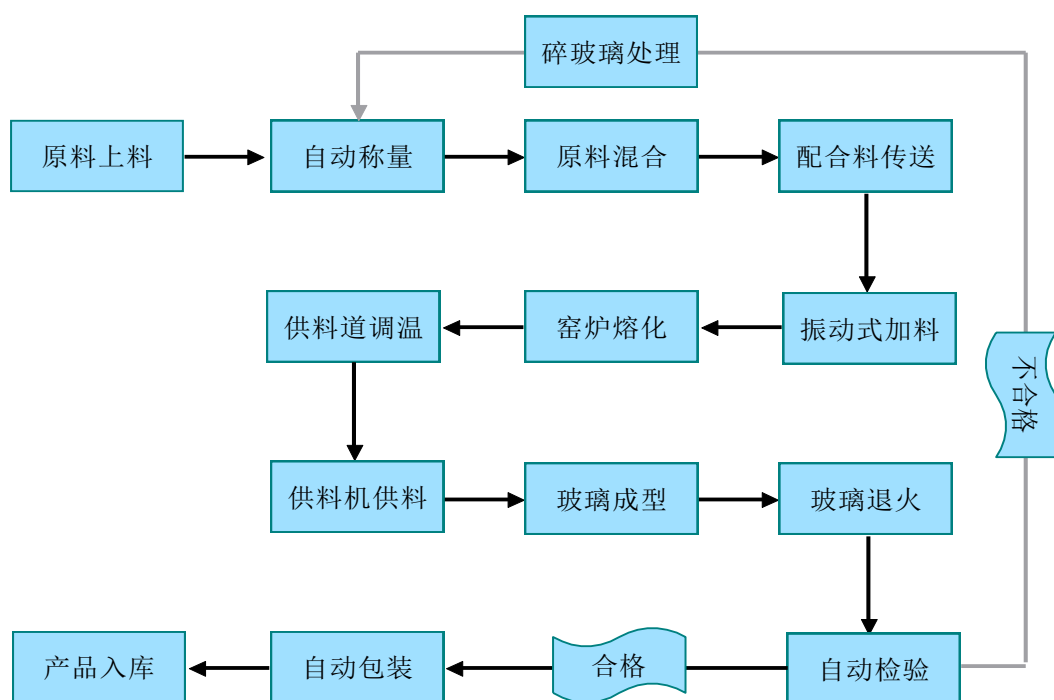 碎玻璃处理
原料上料
自动称量
原料混合
配合料传送
供料道调温
窑炉熔化
振动式加料
不合格
供料机供料
玻璃成型
玻璃退火
产品入库
自动包装
合格
自动检验